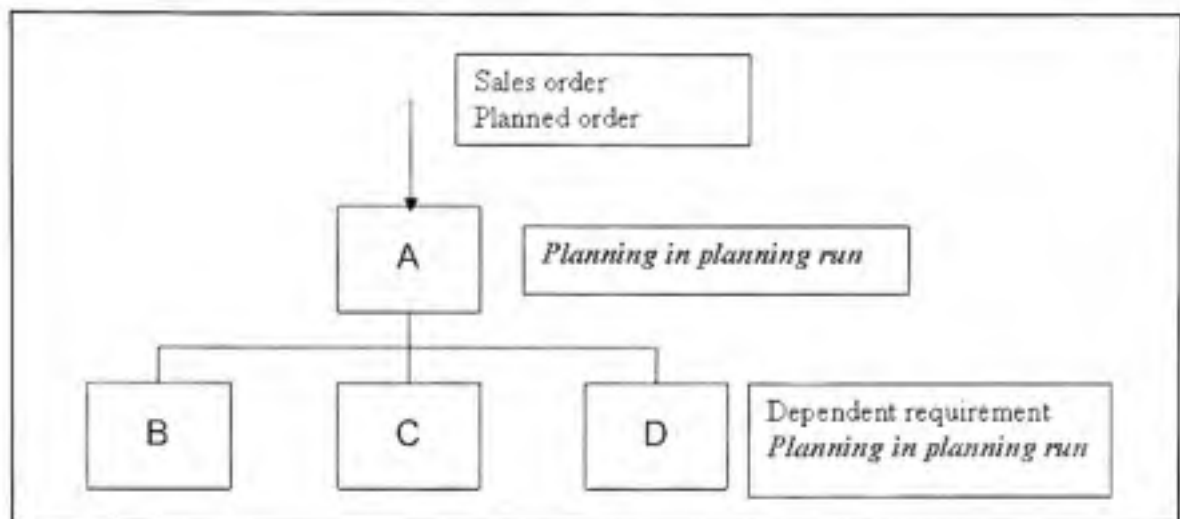 Sales order
Planned order
A
Planning in planning run
B
C
D
Dependent requirement
Planning in planning run